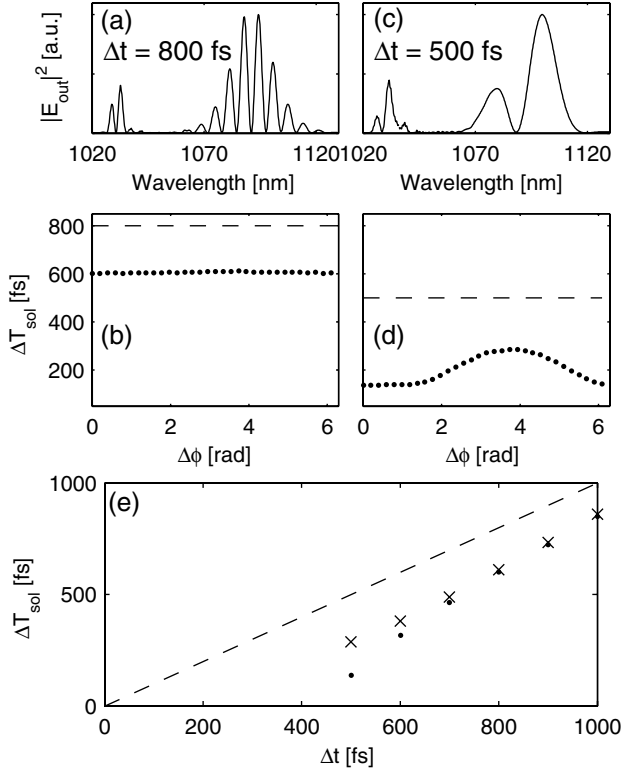 (a)
Δt = 800 fs
(c)
Δt = 500 fs
|E_out|^2 [a.u.]
1020 1070 1120
1020 1070 1120
Wavelength [nm]
Wavelength [nm]
800
600
400
200
ΔT_sol [fs]
(b)
(d)
0 2 4 6
0 2 4 6
Δϕ [rad]
Δϕ [rad]
(e)
1000
500
0
ΔT_sol [fs]
0 200 400 600 800 1000
Δt [fs]